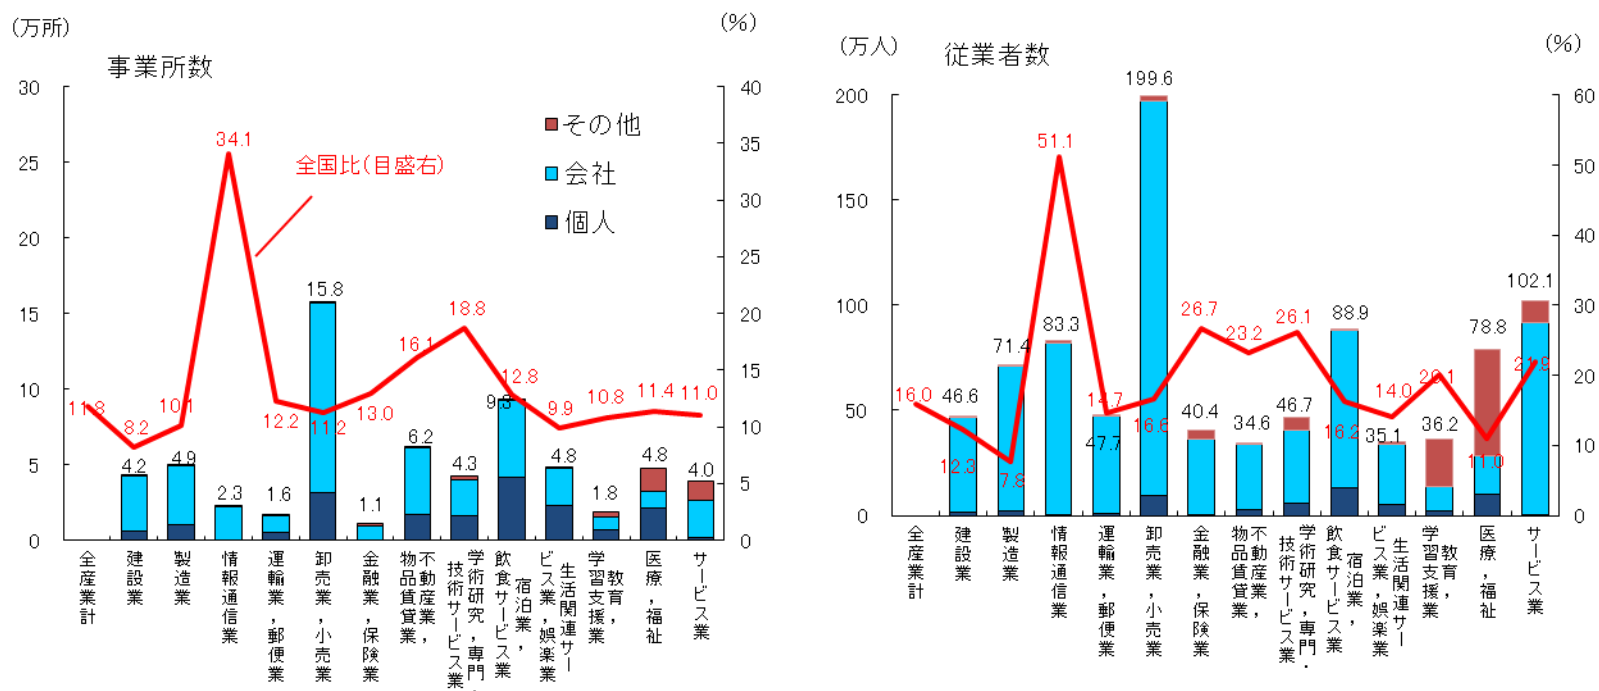 (万所)
(%)
事業所数
30
25
20
15
10
5
0
40
35
30
25
20
15
10
5
0
その他
会社
個人
全国比(目盛右)
34.1
11.8
8.2
10.1
12.2
11.2
13.0
16.1
18.8
12.8
9.9
10.8
11.4
11.0
4.2
4.9
2.3
1.6
15.8
1.1
6.2
4.3
9.3
4.8
1.8
4.8
4.0
全産業計
建設業
製造業
情報通信業
運輸業,郵便業
卸売業,小売業
金融業,保険業
不動産業,
物品賃貸業
学術研究,専門・
技術サービス業
宿泊業,
飲食サービス業
生活関連サー
ビス業,娯楽業
教育,
学習支援業
医療,福祉
サービス業
(万人)
(%)
従業者数
200
150
100
50
0
60
50
40
30
20
10
0
16.0
12.3
7.8
51.1
14.7
16.6
26.7
23.2
26.1
16.2
14.0
20.1
11.0
21.9
46.6
71.4
83.3
47.7
199.6
40.4
34.6
46.7
88.9
35.1
36.2
78.8
102.1
全産業計
建設業
製造業
情報通信業
運輸業,郵便業
卸売業,小売業
金融業,保険業
不動産業,
物品賃貸業
学術研究,専門・
技術サービス業
宿泊業,
飲食サービス業
生活関連サー
ビス業,娯楽業
教育,
学習支援業
医療,福祉
サービス業